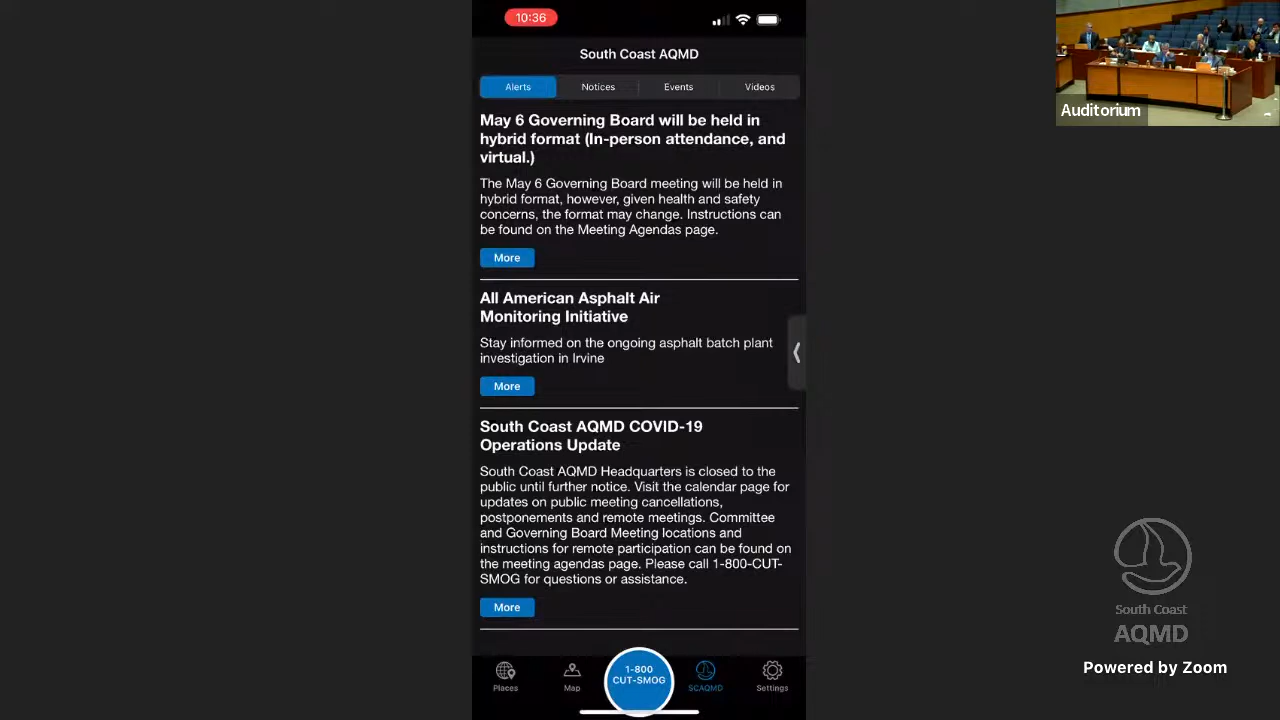 10:36
South Coast AQMD
Alerts
Notices
Events
Videos
May 6 Governing Board will be held in
hybrid format (In-person attendance, and
virtual.)
The May 6 Governing Board meeting will be held in
hybrid format, however, given health and safety
concerns, the format may change. Instructions can
be found on the Meeting Agendas page.
More
All American Asphalt Air
Monitoring Initiative
Stay informed on the ongoing asphalt batch plant
investigation in Irvine
More
South Coast AQMD COVID-19
Operations Update
South Coast AQMD Headquarters is closed to the
public until further notice. Visit the calendar page for
updates on public meeting cancellations,
postponements and remote meetings. Committee
and Governing Board Meeting locations and
instructions for remote participation can be found on
the meeting agendas page. Please call 1-800-CUT-
SMOG for questions or assistance.
More
Places
Map
1-800
CUT-SMOG
SCAQMD
Settings
Auditorium
South Coast
AQMD
Powered by Zoom